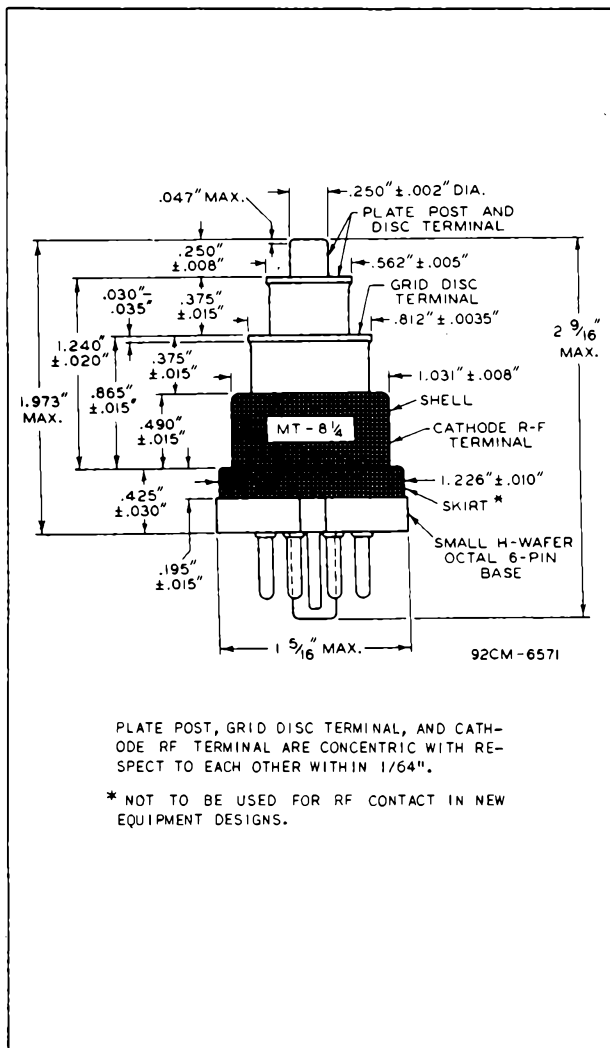 .047" MAX.
.250" ±.002" DIA.
PLATE POST AND
DISC TERMINAL
.250"
±.008"
.562" ±.005"
GRID DISC
TERMINAL
.030"–
.035"
.375"
±.015"
.812" ±.0035"
2 9/16"
MAX.
1.240"
±.020"
.375"
±.015"
1.031" ±.008"
1.973"
MAX.
.865"
±.015"
SHELL
.490"
±.015"
MT - 8 1/4
CATHODE R-F
TERMINAL
.425"
±.030"
1.226" ±.010"
SKIRT *
.195"
±.015"
SMALL H-WAFER
OCTAL 6-PIN
BASE
1 5/16" MAX.
92CM-6571
PLATE POST, GRID DISC TERMINAL, AND CATH-
ODE RF TERMINAL ARE CONCENTRIC WITH RE-
SPECT TO EACH OTHER WITHIN 1/64".
* NOT TO BE USED FOR RF CONTACT IN NEW
EQUIPMENT DESIGNS.